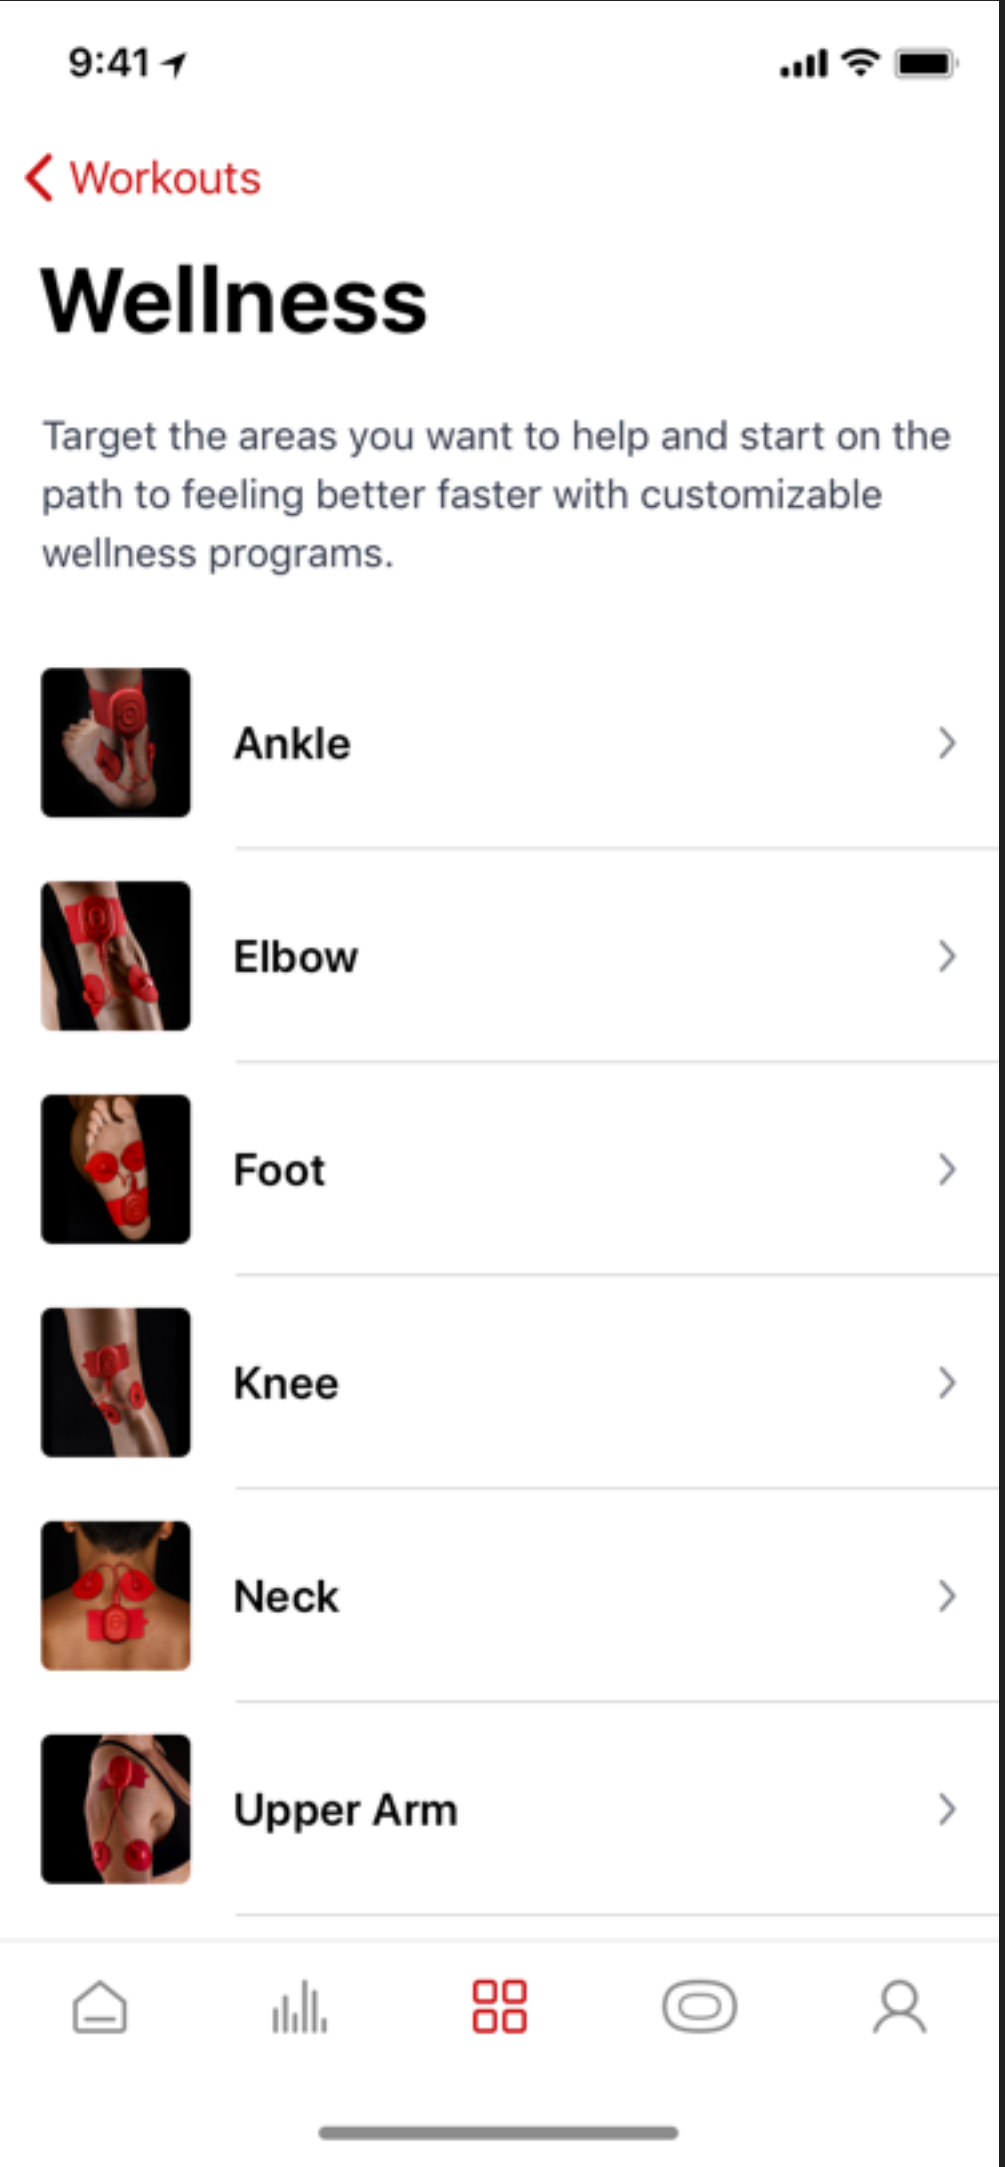 9:41
Workouts
Wellness
Target the areas you want to help and start on the
path to feeling better faster with customizable
wellness programs.
Ankle
Elbow
Foot
Knee
Neck
Upper Arm